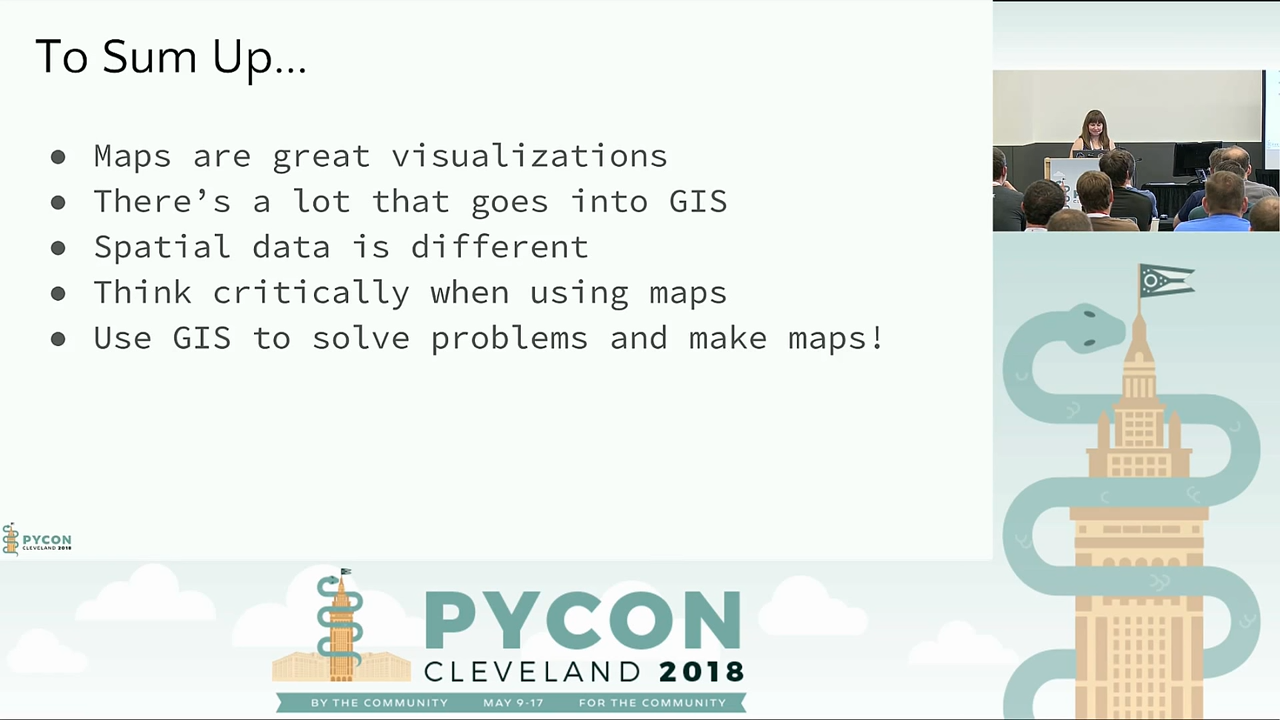 To Sum Up...
● Maps are great visualizations
● There’s a lot that goes into GIS
● Spatial data is different
● Think critically when using maps
● Use GIS to solve problems and make maps!
PYCON
CLEVELAND 2018
PYCON
CLEVELAND 2018
BY THE COMMUNITY MAY 9-17 FOR THE COMMUNITY